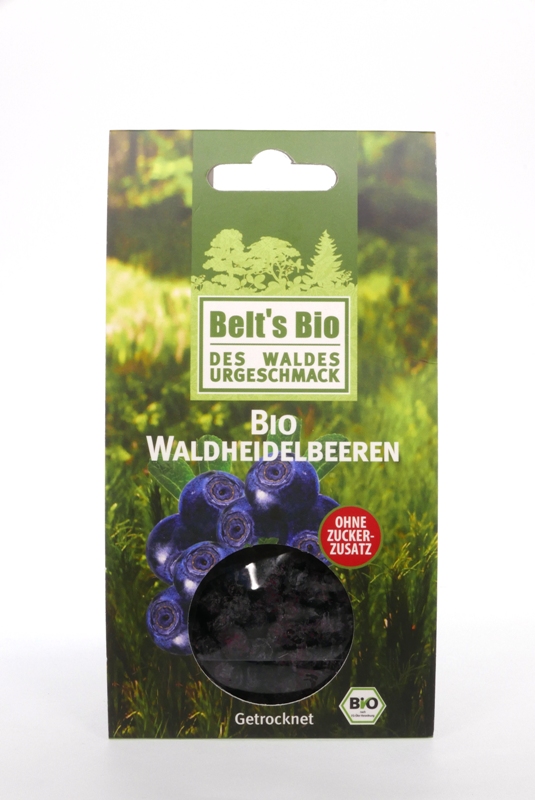 Belt's Bio
DES WALDES
URGESCHMACK
BIO
WALDHEIDELBEEREN
OHNE
ZUCKER-
ZUSATZ
Getrocknet
Bio